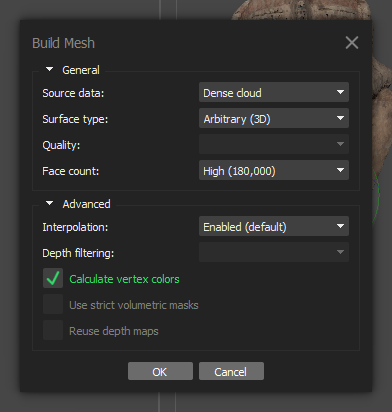 Build Mesh
General
Source data: Dense cloud
Surface type: Arbitrary (3D)
Quality:
Face count: High (180,000)
Advanced
Interpolation: Enabled (default)
Depth filtering:
Calculate vertex colors
Use strict volumetric masks
Reuse depth maps
OK Cancel